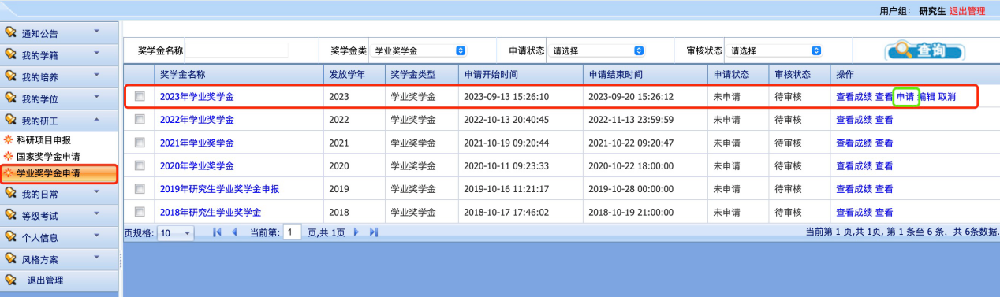 用户组： 研究生 退出管理
通知公告
我的学籍
我的培养
我的学位
我的研工
科研项目申报
国家奖学金申请
学业奖学金申请
我的日常
等级考试
个人信息
风格方案
退出管理
奖学金名称 奖学金类 学业奖学金 申请状态 请选择 审核状态 请选择 查询
奖学金名称 发放学年 奖学金类型 申请开始时间 申请结束时间 申请状态 审核状态 操作
2023年学业奖学金 2023 学业奖学金 2023-09-13 15:26:10 2023-09-20 15:26:12 未申请 待审核 查看成绩 查看 申请 编辑 取消
2022年学业奖学金 2022 学业奖学金 2022-10-13 20:40:45 2022-11-13 23:59:59 未申请 待审核 查看成绩 查看
2021年学业奖学金 2021 学业奖学金 2021-10-19 09:20:44 2021-10-22 09:20:47 未申请 待审核 查看成绩 查看
2020年学业奖学金 2020 学业奖学金 2020-10-11 09:23:33 2020-10-22 18:00:00 未申请 待审核 查看成绩 查看
2019年研究生学业奖学金申报 2019 学业奖学金 2019-10-16 11:21:17 2019-10-28 00:00:00 未申请 待审核 查看成绩 查看
2018年研究生学业奖学金 2018 学业奖学金 2018-10-17 17:46:02 2018-10-19 21:00:00 未申请 待审核 查看成绩 查看
页规格: 10 当前第: 1 页,共 1页 当前第 1 页,共 1页, 第 1 条至 6 条，共 6条数据.